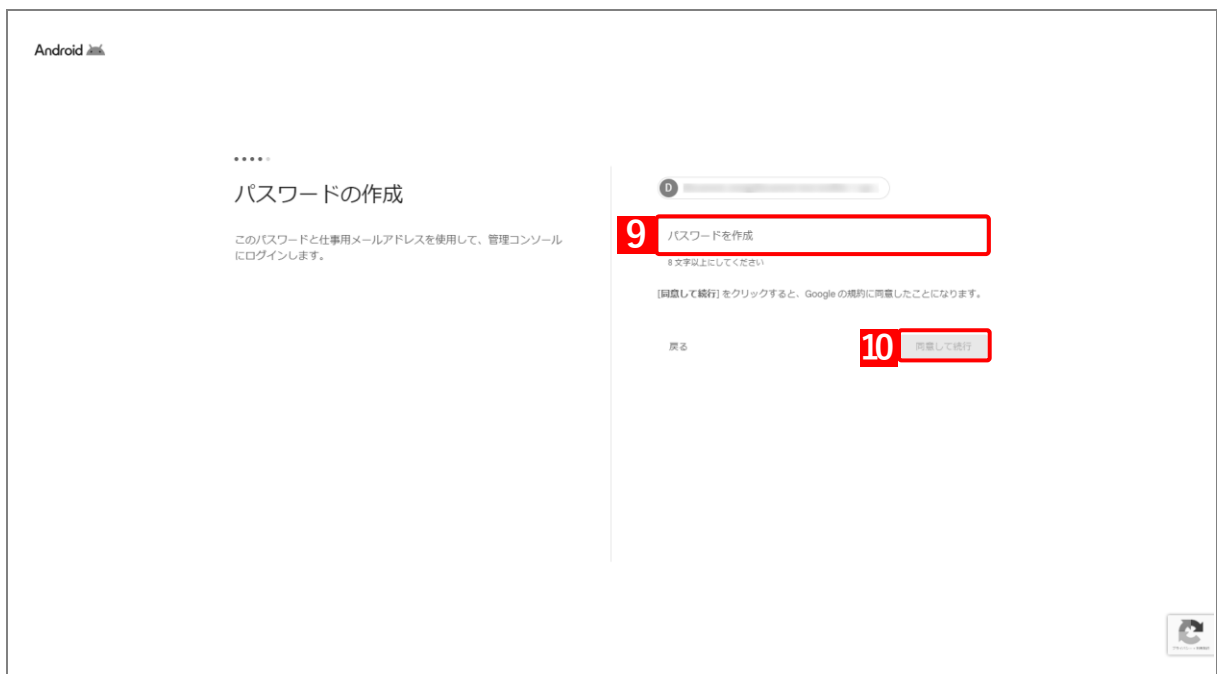 Android
パスワードの作成
このパスワードと仕事用メールアドレスを使用して、管理コンソール
にログインします。
D
9
パスワードを作成
8 文字以上にしてください
[同意して続行] をクリックすると、Google の規約に同意したことになります。
戻る
10
同意して続行